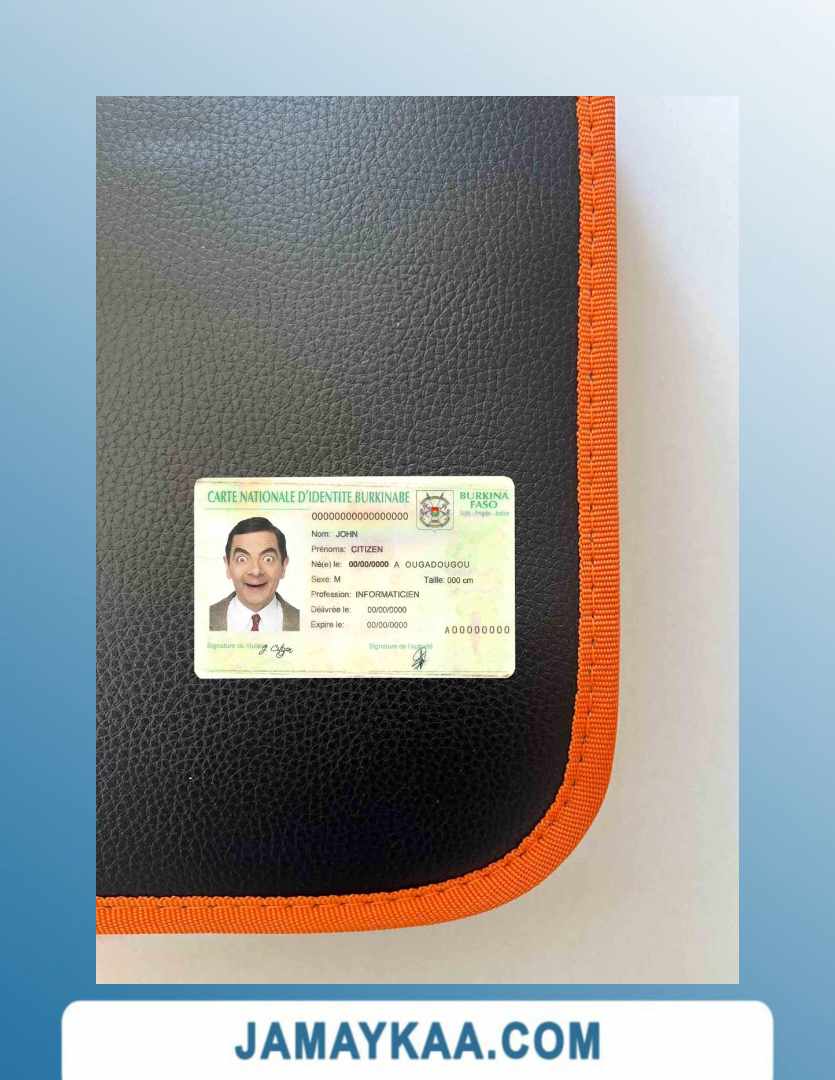 CARTE NATIONALE D'IDENTITE BURKINABE
BURKINA
FASO
00000000000000000
Nom: JOHN
Prénoms: CITIZEN
Né(e) le: 00/00/0000 A OUGADOUGOU
Sexe: M Taille: 000 cm
Profession: INFORMATICIEN
Délivrée le: 00/00/0000
Expire le: 00/00/0000
A00000000
Signature du titulaire
Signature de l'autorité
JAMAYKAA.COM